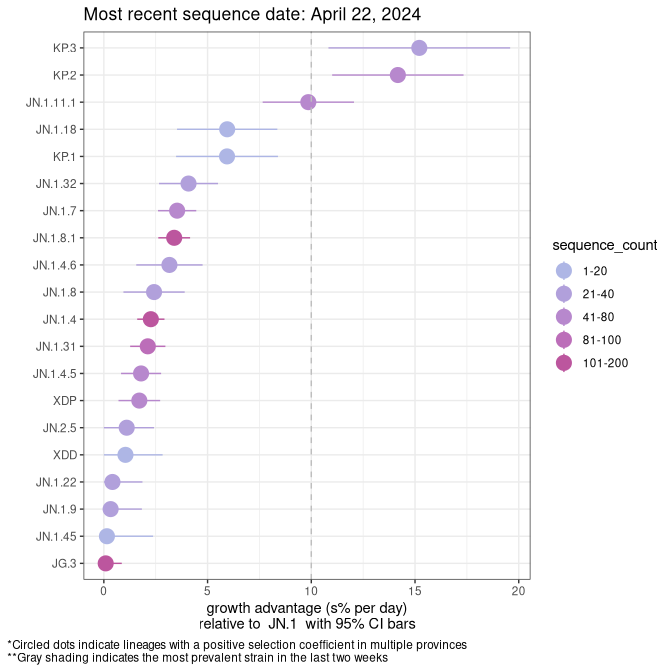 Most recent sequence date: April 22, 2024
KP.3
KP.2
JN.1.11.1
JN.1.18
KP.1
JN.1.32
JN.1.7
JN.1.8.1
JN.1.4.6
JN.1.8
JN.1.4
JN.1.31
JN.1.4.5
XDP
JN.2.5
XDD
JN.1.22
JN.1.9
JN.1.45
JG.3
0 5 10 15 20
growth advantage (s% per day)
relative to JN.1 with 95% CI bars
sequence_count
1-20
21-40
41-80
81-100
101-200
*Circled dots indicate lineages with a positive selection coefficient in multiple provinces
**Gray shading indicates the most prevalent strain in the last two weeks